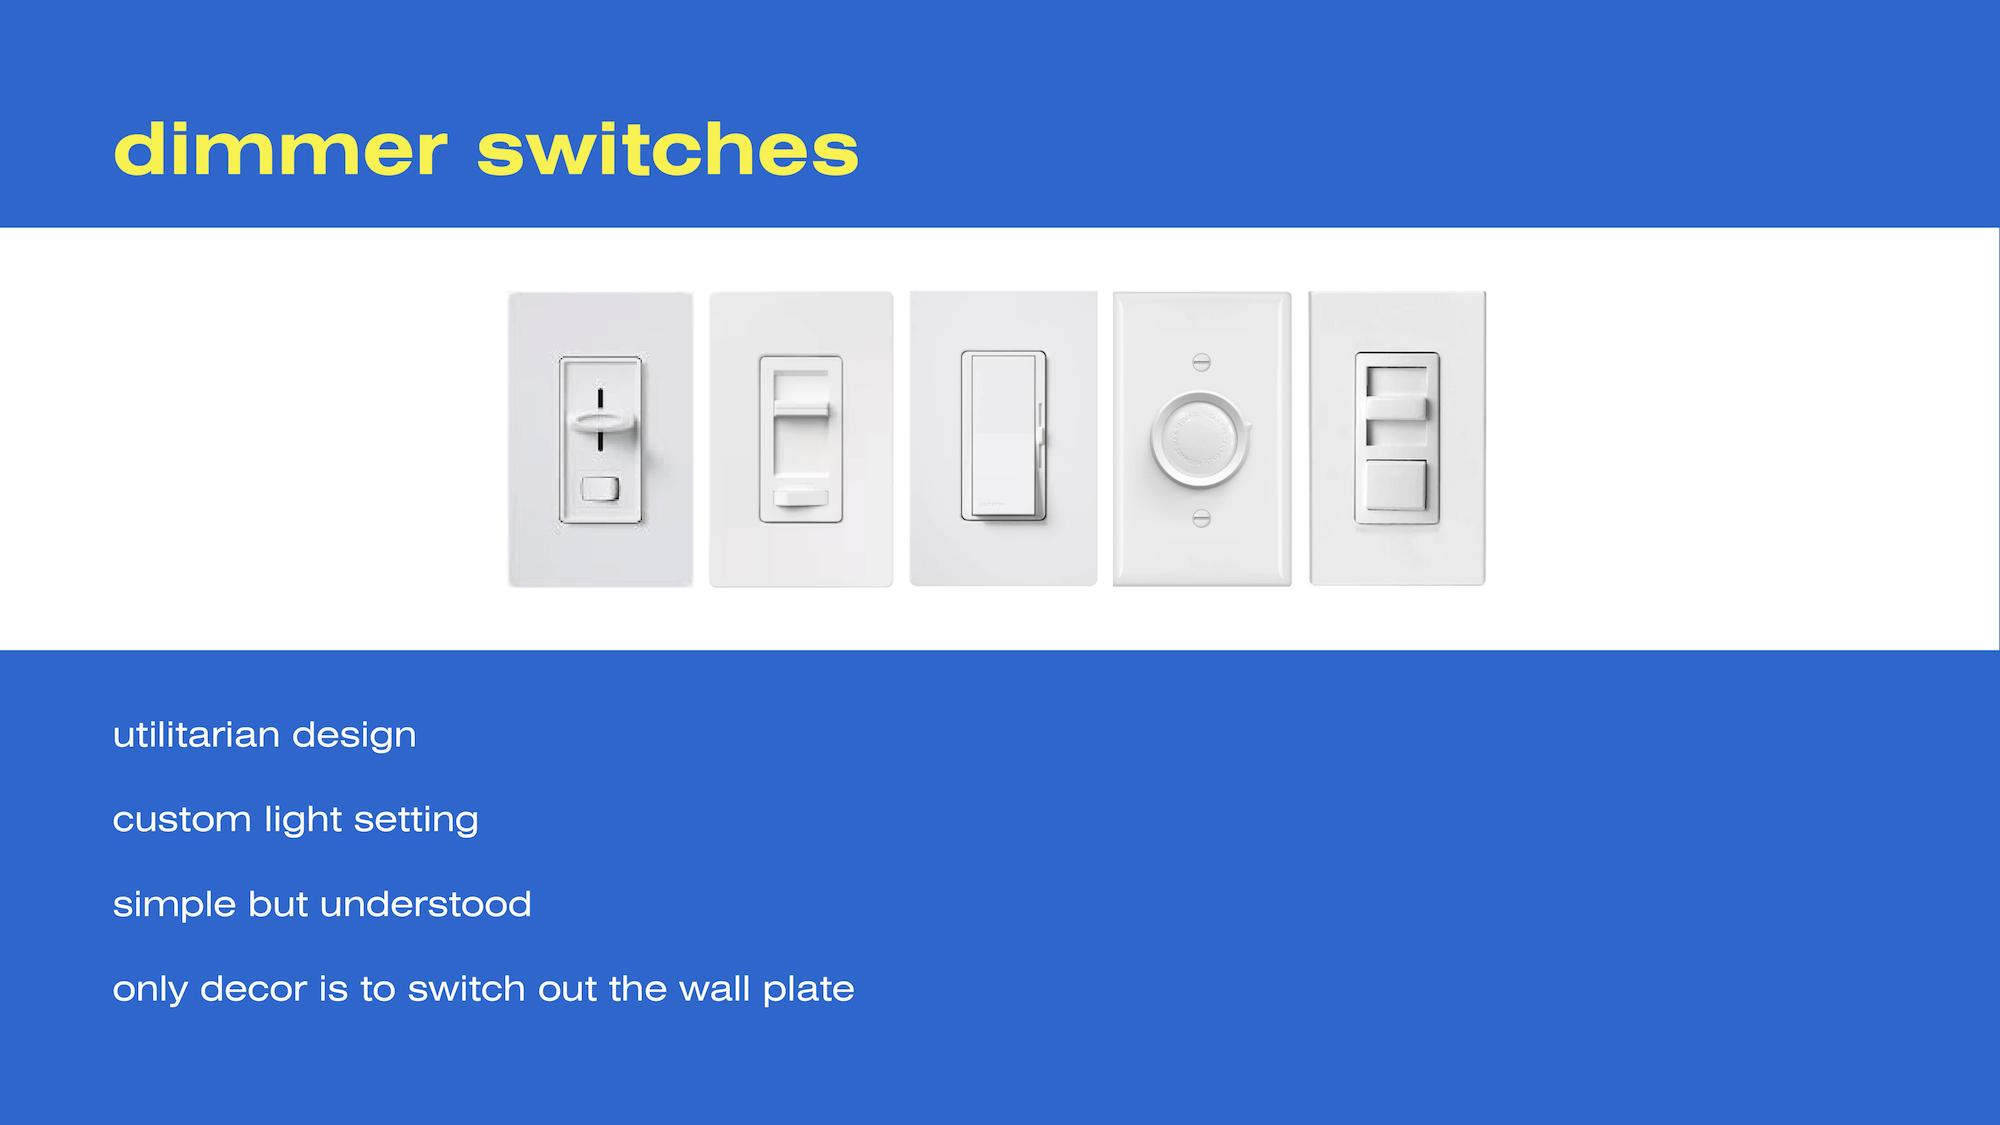 dimmer switches
utilitarian design
custom light setting
simple but understood
only decor is to switch out the wall plate